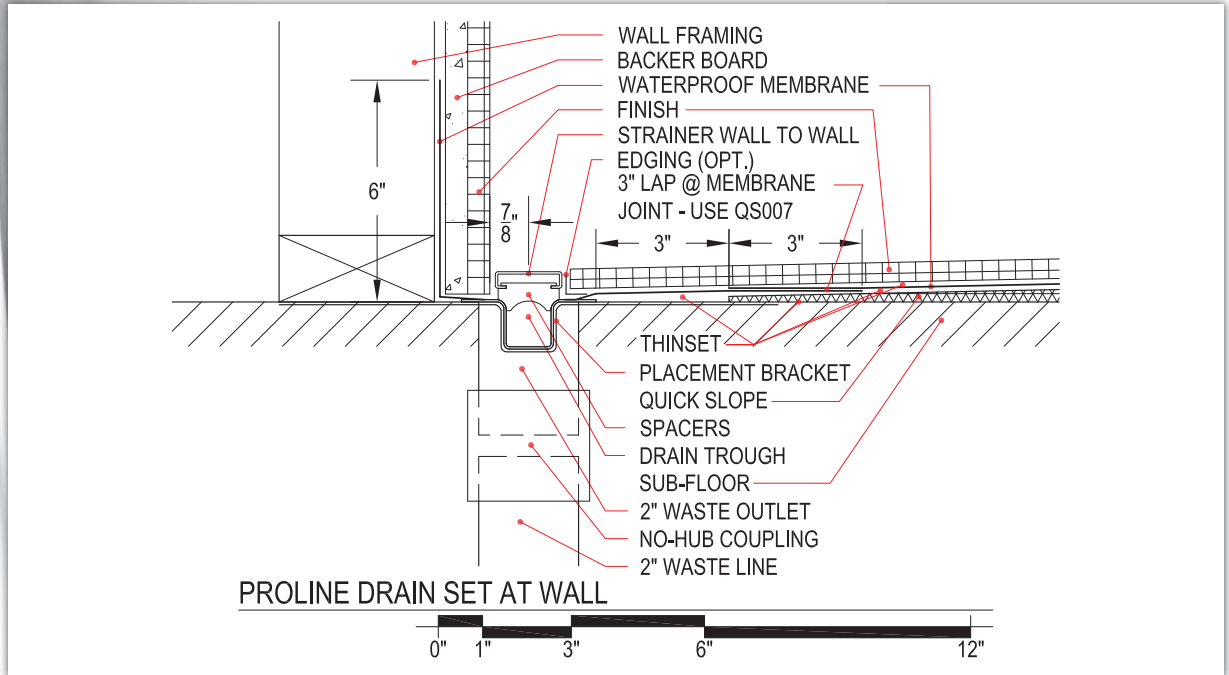 WALL FRAMING
BACKER BOARD
WATERPROOF MEMBRANE
FINISH
STRAINER WALL TO WALL
EDGING (OPT.)
3" LAP @ MEMBRANE
JOINT - USE QS007
6"
7/8"
3"
3"
THINSET
PLACEMENT BRACKET
QUICK SLOPE
SPACERS
DRAIN TROUGH
SUB-FLOOR
2" WASTE OUTLET
NO-HUB COUPLING
2" WASTE LINE
PROLINE DRAIN SET AT WALL
0" 1" 3" 6" 12"